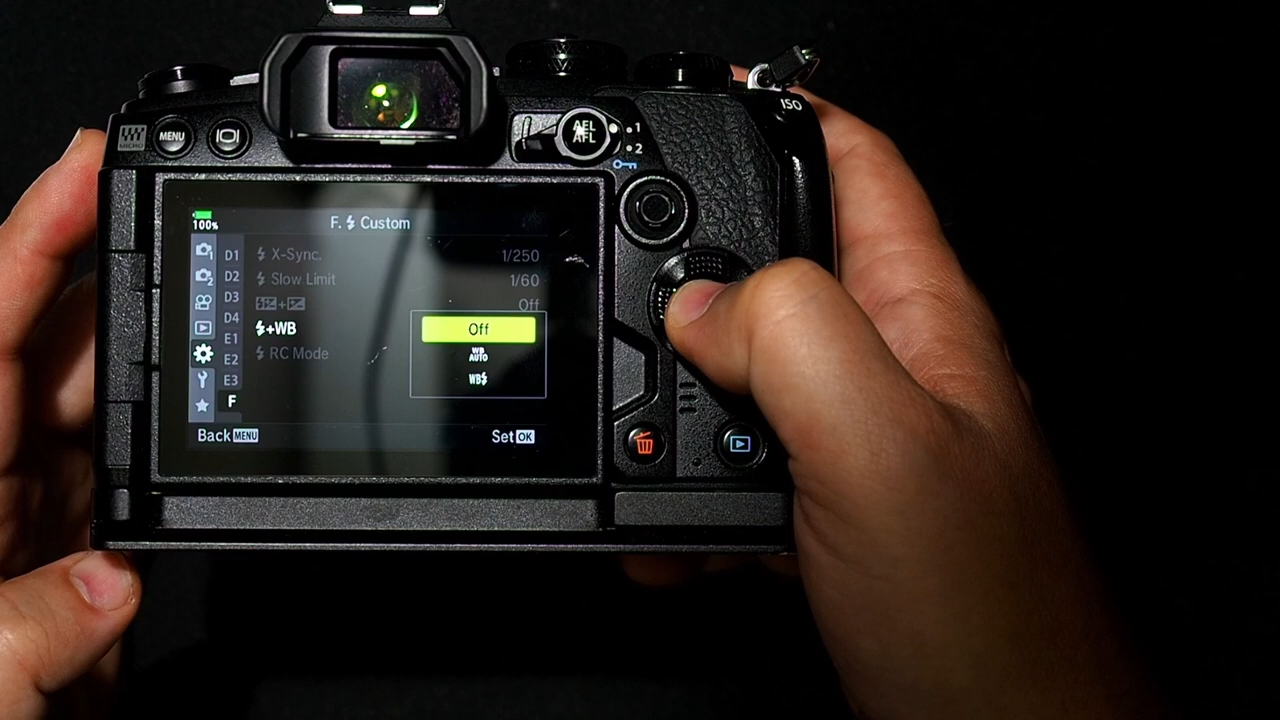 ISO
MENU
AEL
AFL
1
2
MICRO
100%
F. Custom
D1 X-Sync. 1/250
D2 Slow Limit 1/60
D3 + Off
D4 +WB Off
E1 RC Mode WB AUTO
E2 WB
E3
F
Back MENU Set OK